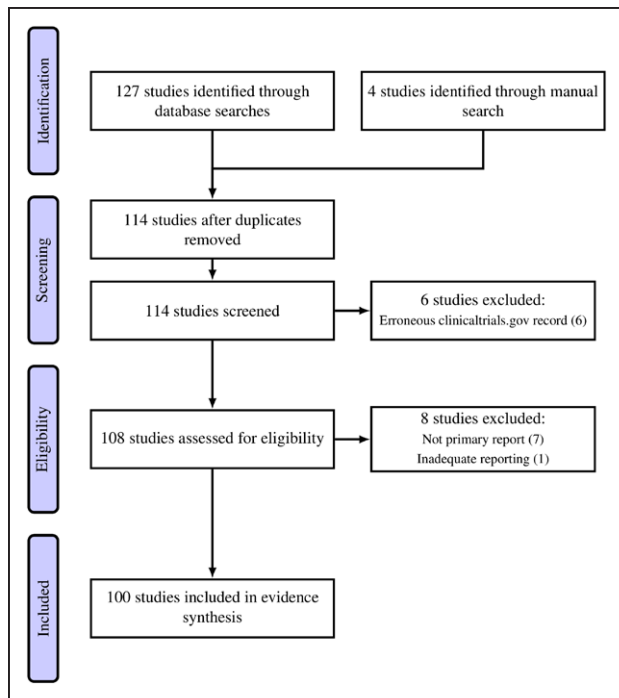 Identification
127 studies identified through
database searches
4 studies identified through manual
search
Screening
114 studies after duplicates
removed
114 studies screened
6 studies excluded:
Erroneous clinicaltrials.gov record (6)
Eligibility
108 studies assessed for eligibility
8 studies excluded:
Not primary report (7)
Inadequate reporting (1)
Included
100 studies included in evidence
synthesis